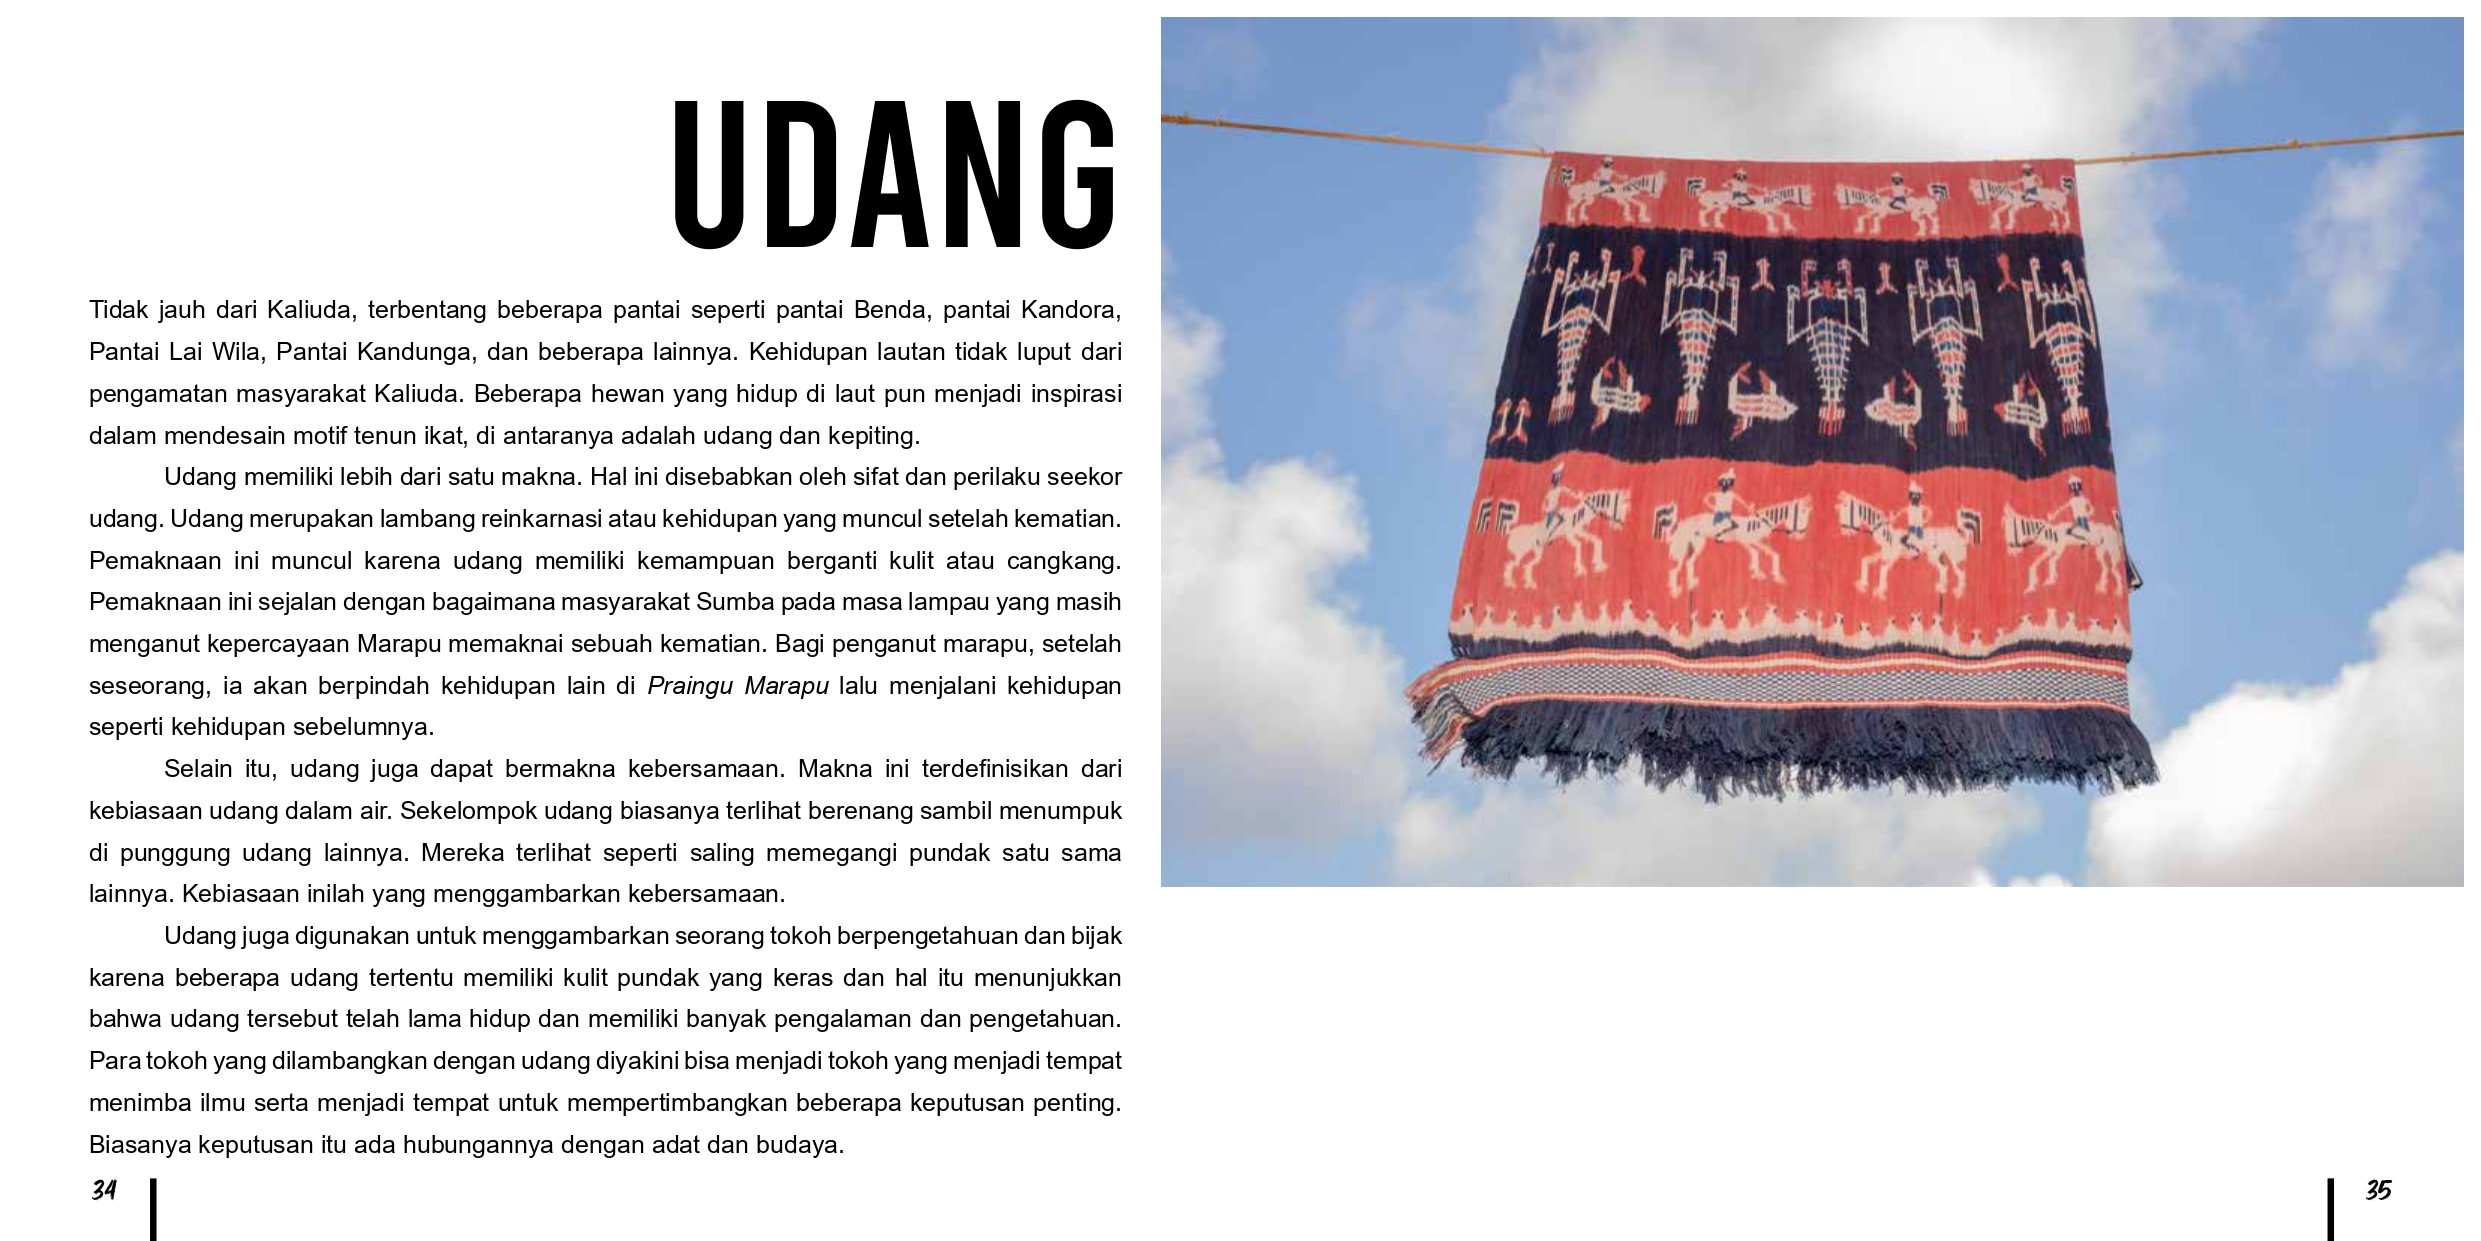 UDANG
Tidak jauh dari Kaliuda, terbentang beberapa pantai seperti pantai Benda, pantai Kandora,
Pantai Lai Wila, Pantai Kandunga, dan beberapa lainnya. Kehidupan lautan tidak luput dari
pengamatan masyarakat Kaliuda. Beberapa hewan yang hidup di laut pun menjadi inspirasi
dalam mendesain motif tenun ikat, di antaranya adalah udang dan kepiting.
Udang memiliki lebih dari satu makna. Hal ini disebabkan oleh sifat dan perilaku seekor
udang. Udang merupakan lambang reinkarnasi atau kehidupan yang muncul setelah kematian.
Pemaknaan ini muncul karena udang memiliki kemampuan berganti kulit atau cangkang.
Pemaknaan ini sejalan dengan bagaimana masyarakat Sumba pada masa lampau yang masih
menganut kepercayaan Marapu memaknai sebuah kematian. Bagi penganut marapu, setelah
seseorang, ia akan berpindah kehidupan lain di Praingu Marapu lalu menjalani kehidupan
seperti kehidupan sebelumnya.
Selain itu, udang juga dapat bermakna kebersamaan. Makna ini terdefinisikan dari
kebiasaan udang dalam air. Sekelompok udang biasanya terlihat berenang sambil menumpuk
di punggung udang lainnya. Mereka terlihat seperti saling memegangi pundak satu sama
lainnya. Kebiasaan inilah yang menggambarkan kebersamaan.
Udang juga digunakan untuk menggambarkan seorang tokoh berpengetahuan dan bijak
karena beberapa udang tertentu memiliki kulit pundak yang keras dan hal itu menunjukkan
bahwa udang tersebut telah lama hidup dan memiliki banyak pengalaman dan pengetahuan.
Para tokoh yang dilambangkan dengan udang diyakini bisa menjadi tokoh yang menjadi tempat
menimba ilmu serta menjadi tempat untuk mempertimbangkan beberapa keputusan penting.
Biasanya keputusan itu ada hubungannya dengan adat dan budaya.
34
35